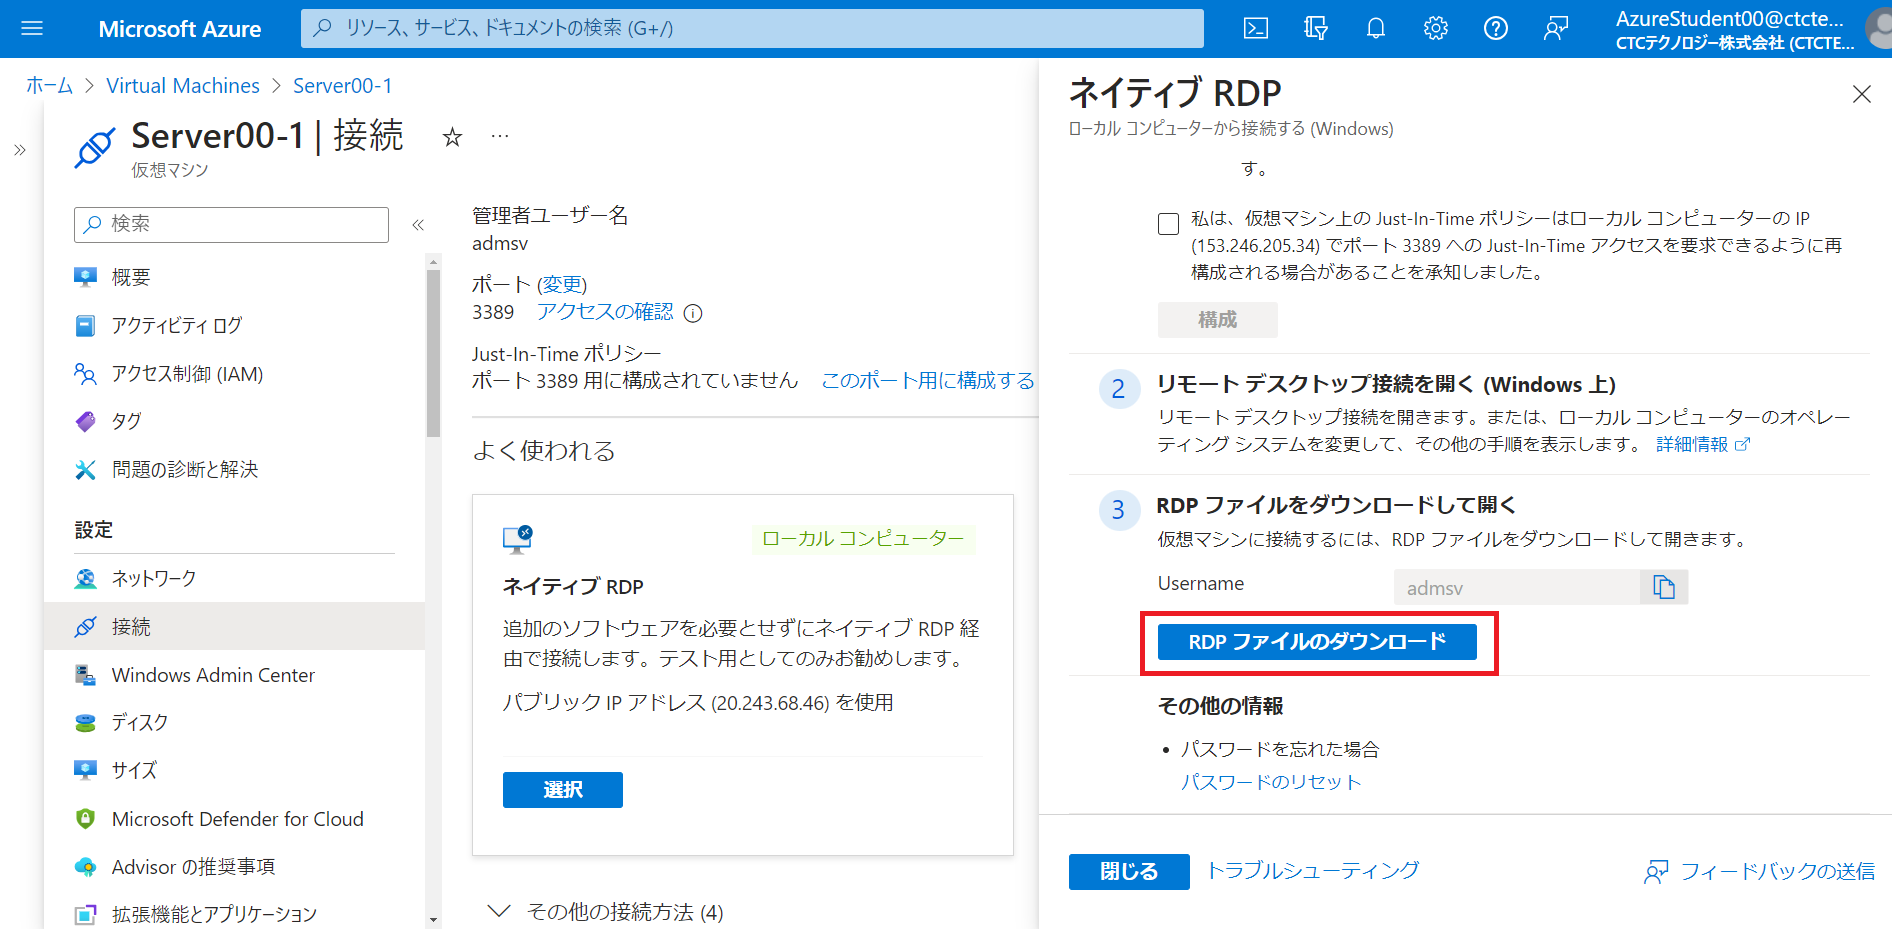 Microsoft Azure
リソース、サービス、ドキュメントの検索 (G+/)
AzureStudent00@ctcte...
CTCテクノロジー株式会社 (CTCTE...
ホーム > Virtual Machines > Server00-1
Server00-1 | 接続
仮想マシン
検索
概要
アクティビティ ログ
アクセス制御 (IAM)
タグ
問題の診断と解決
設定
ネットワーク
接続
Windows Admin Center
ディスク
サイズ
Microsoft Defender for Cloud
Advisor の推奨事項
拡張機能とアプリケーション
管理者ユーザー名
admsv
ポート (変更)
3389 アクセスの確認
Just-In-Time ポリシー
ポート 3389 用に構成されていません このポート用に構成する
よく使われる
ローカル コンピューター
ネイティブ RDP
追加のソフトウェアを必要とせずにネイティブ RDP 経
由で接続します。テスト用としてのみお勧めします。
パブリック IP アドレス (20.243.68.46) を使用
選択
その他の接続方法 (4)
ネイティブ RDP
ローカル コンピューターから接続する (Windows)
す。
私は、仮想マシン上の Just-In-Time ポリシーはローカル コンピューターの IP
(153.246.205.34) でポート 3389 への Just-In-Time アクセスを要求できるように再
構成される場合があることを承知しました。
構成
2 リモート デスクトップ接続を開く (Windows 上)
リモート デスクトップ接続を開きます。または、ローカル コンピューターのオペレー
ティング システムを変更して、その他の手順を表示します。 詳細情報
3 RDP ファイルをダウンロードして開く
仮想マシンに接続するには、RDP ファイルをダウンロードして開きます。
Username admsv
RDP ファイルのダウンロード
その他の情報
• パスワードを忘れた場合
パスワードのリセット
閉じる トラブルシューティング フィードバックの送信